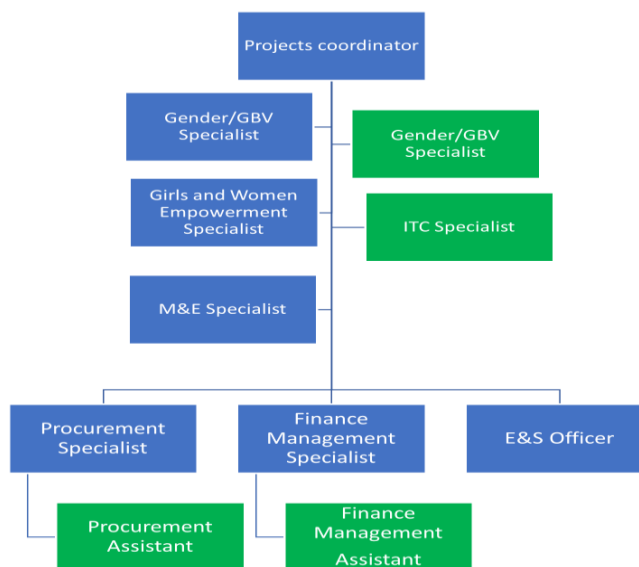 Projects coordinator
Gender/GBV
Specialist
Gender/GBV
Specialist
Girls and Women
Empowerment
Specialist
ITC Specialist
M&E Specialist
Procurement
Specialist
Finance
Management
Specialist
E&S Officer
Procurement
Assistant
Finance
Management
Assistant